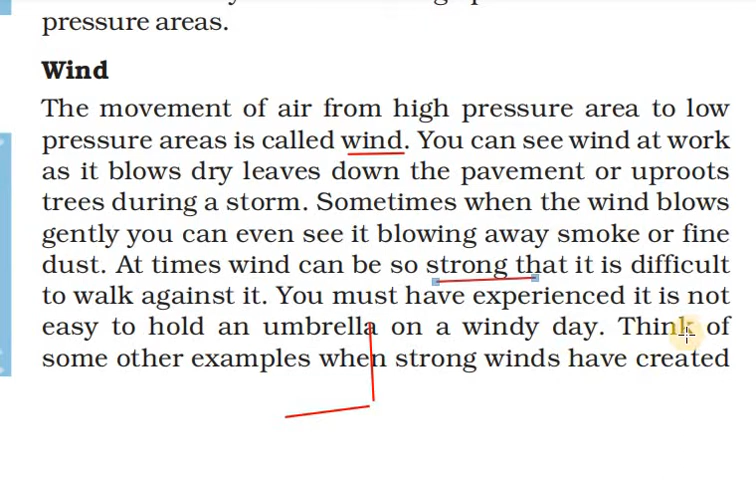 pressure areas.
Wind
The movement of air from high pressure area to low
pressure areas is called wind. You can see wind at work
as it blows dry leaves down the pavement or uproots
trees during a storm. Sometimes when the wind blows
gently you can even see it blowing away smoke or fine
dust. At times wind can be so strong that it is difficult
to walk against it. You must have experienced it is not
easy to hold an umbrella on a windy day. Think of
some other examples when strong winds have created